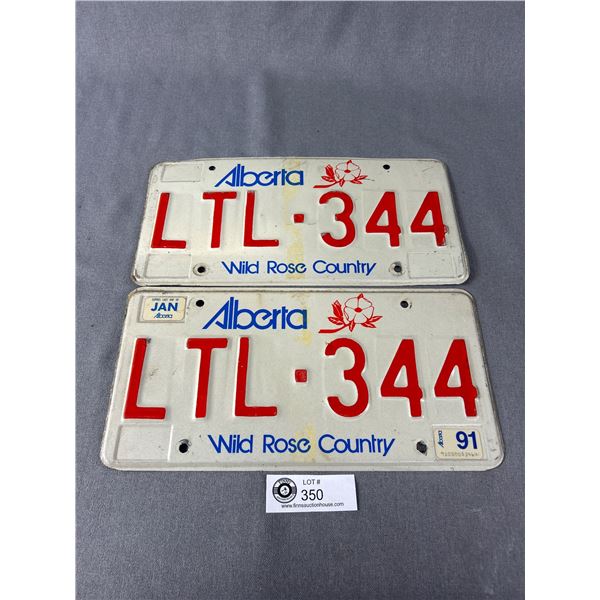 Alberta
LTL·344
Wild Rose Country
JAN
Alberta
Alberta
LTL·344
Wild Rose Country
Alberta
91
LOT #
350
www.finnsauctionhouse.com